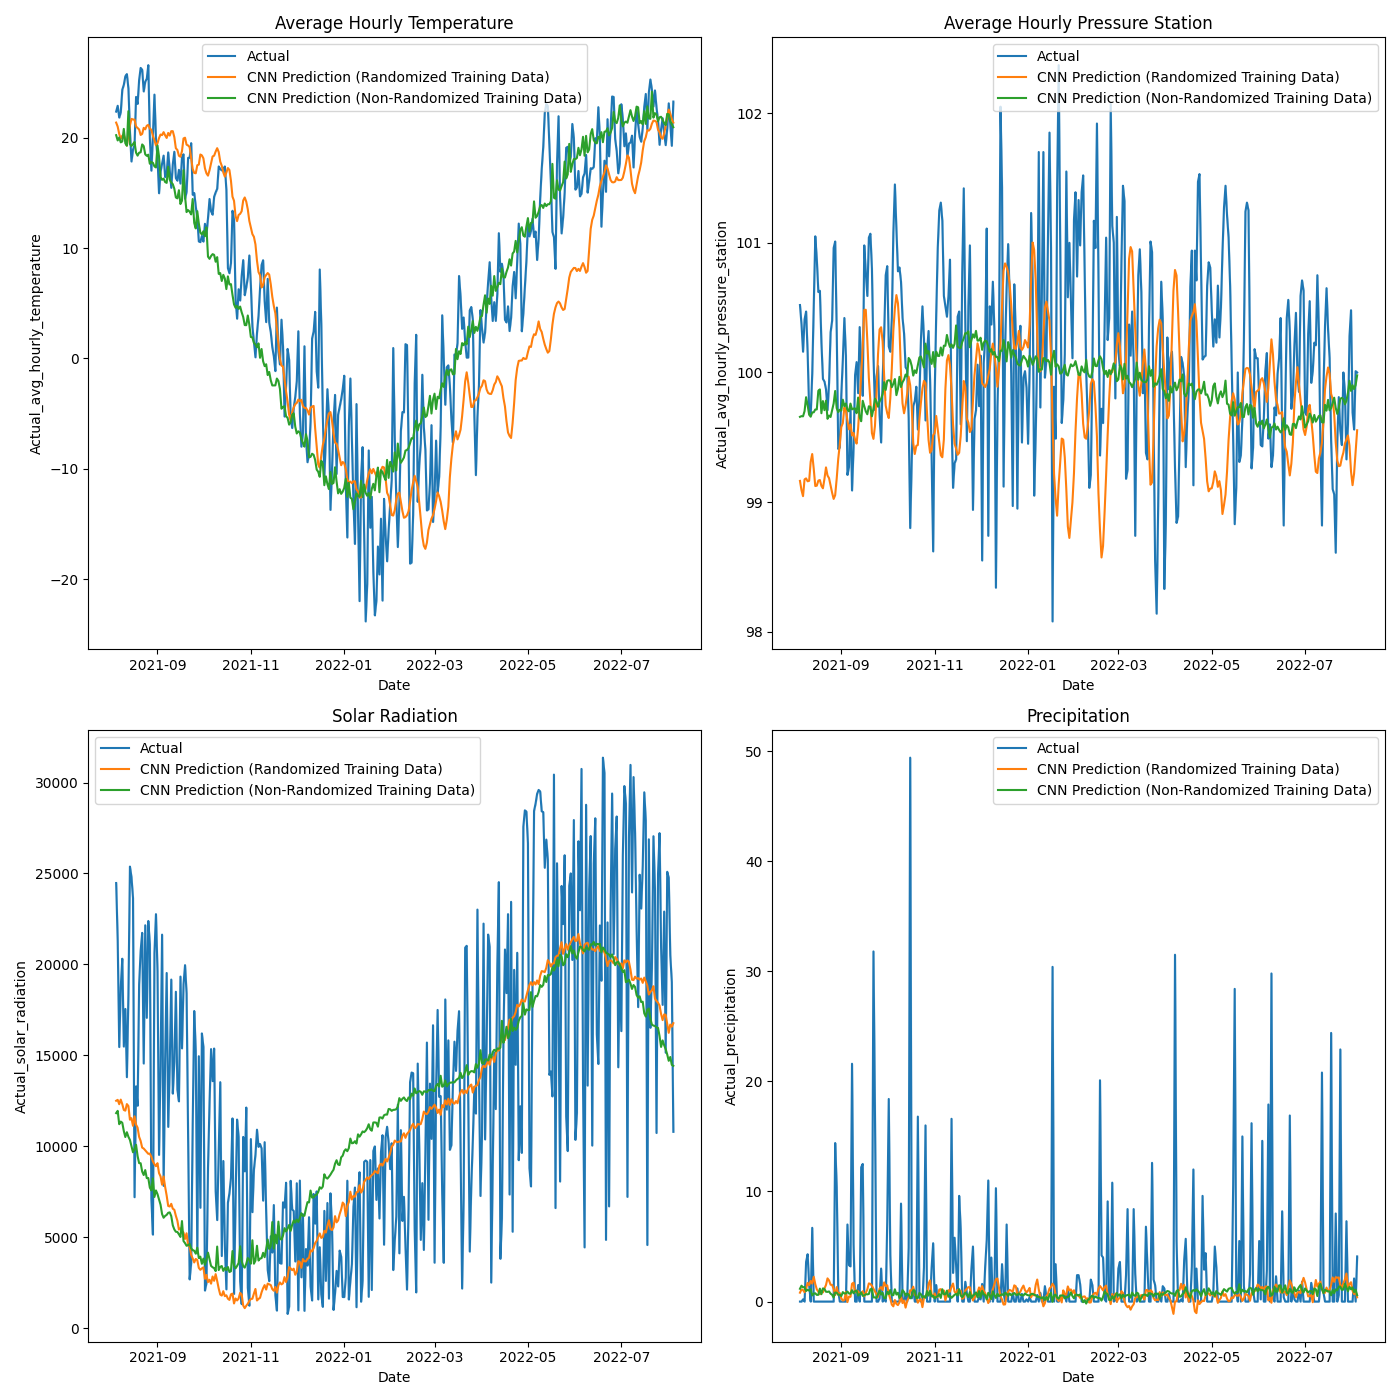 Average Hourly Temperature
Actual
CNN Prediction (Randomized Training Data)
CNN Prediction (Non-Randomized Training Data)
Actual_avg_hourly_temperature
20
10
0
−10
−20
2021-09 2021-11 2022-01 2022-03 2022-05 2022-07
Date
Average Hourly Pressure Station
Actual
CNN Prediction (Randomized Training Data)
CNN Prediction (Non-Randomized Training Data)
Actual_avg_hourly_pressure_station
102
101
100
99
98
2021-09 2021-11 2022-01 2022-03 2022-05 2022-07
Date
Solar Radiation
Actual
CNN Prediction (Randomized Training Data)
CNN Prediction (Non-Randomized Training Data)
Actual_solar_radiation
30000
25000
20000
15000
10000
5000
0
2021-09 2021-11 2022-01 2022-03 2022-05 2022-07
Date
Precipitation
Actual
CNN Prediction (Randomized Training Data)
CNN Prediction (Non-Randomized Training Data)
Actual_precipitation
50
40
30
20
10
0
2021-09 2021-11 2022-01 2022-03 2022-05 2022-07
Date